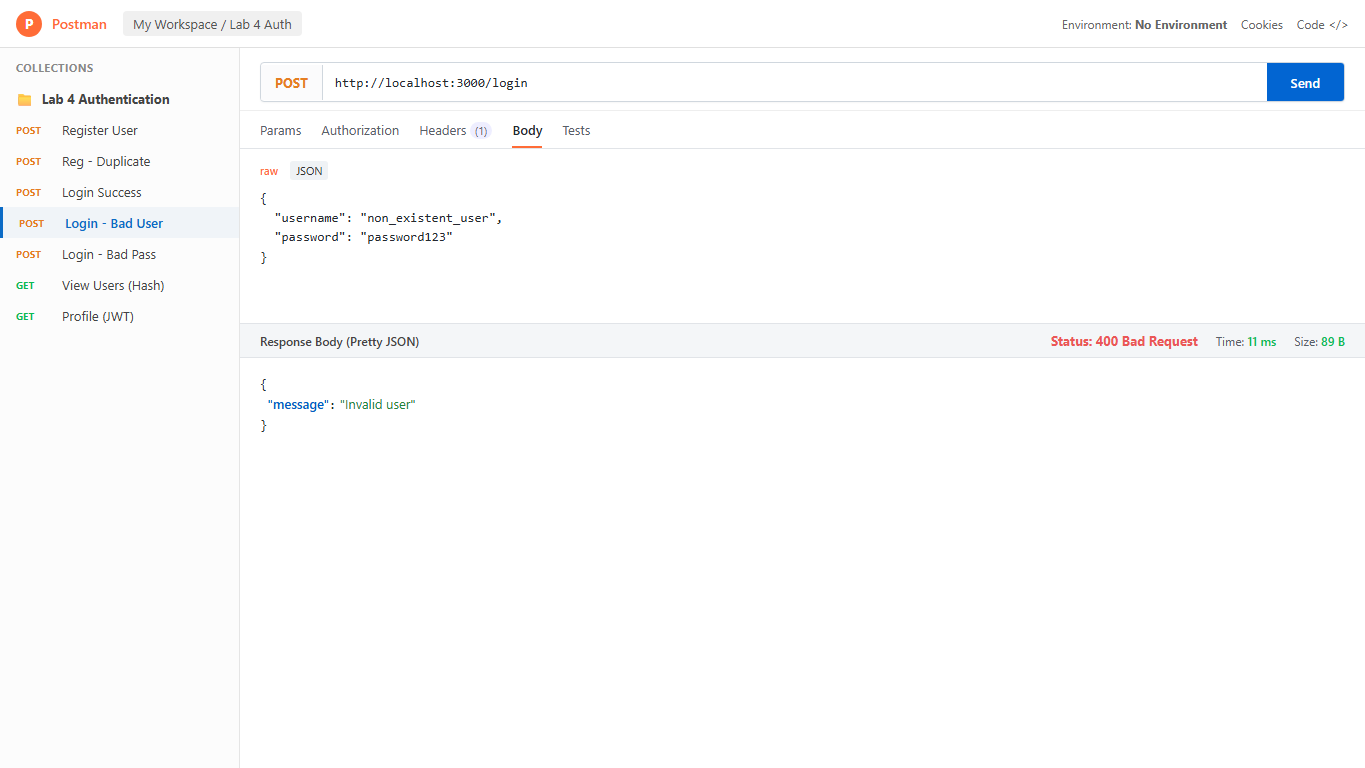 P Postman My Workspace / Lab 4 Auth Environment: No Environment Cookies Code </>
COLLECTIONS
Lab 4 Authentication
POST Register User
POST Reg - Duplicate
POST Login Success
POST Login - Bad User
POST Login - Bad Pass
GET View Users (Hash)
GET Profile (JWT)
POST http://localhost:3000/login Send
Params Authorization Headers (1) Body Tests
raw JSON
{
"username": "non_existent_user",
"password": "password123"
}
Response Body (Pretty JSON) Status: 400 Bad Request Time: 11 ms Size: 89 B
{
"message": "Invalid user"
}